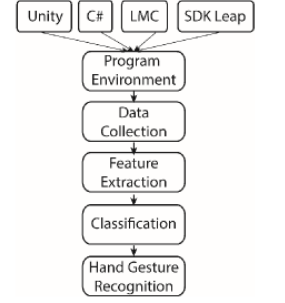 Unity
C#
LMC
SDK Leap
Program
Environment
Data
Collection
Feature
Extraction
Classification
Hand Gesture
Recognition